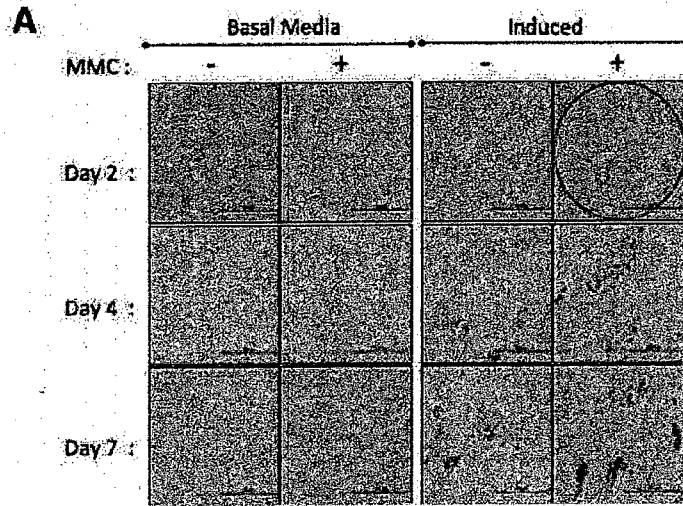 A
Basal Media Induced
MMC: - + - +
Day 2 :
Day 4 :
Day 7 :